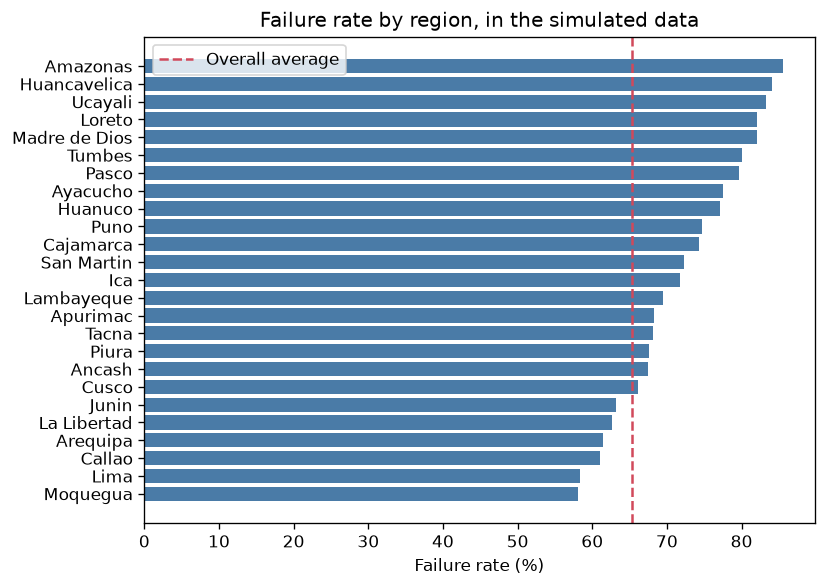 Failure rate by region, in the simulated data
Overall average
Amazonas
Huancavelica
Ucayali
Loreto
Madre de Dios
Tumbes
Pasco
Ayacucho
Huanuco
Puno
Cajamarca
San Martin
Ica
Lambayeque
Apurimac
Tacna
Piura
Ancash
Cusco
Junin
La Libertad
Arequipa
Callao
Lima
Moquegua
0 10 20 30 40 50 60 70 80
Failure rate (%)